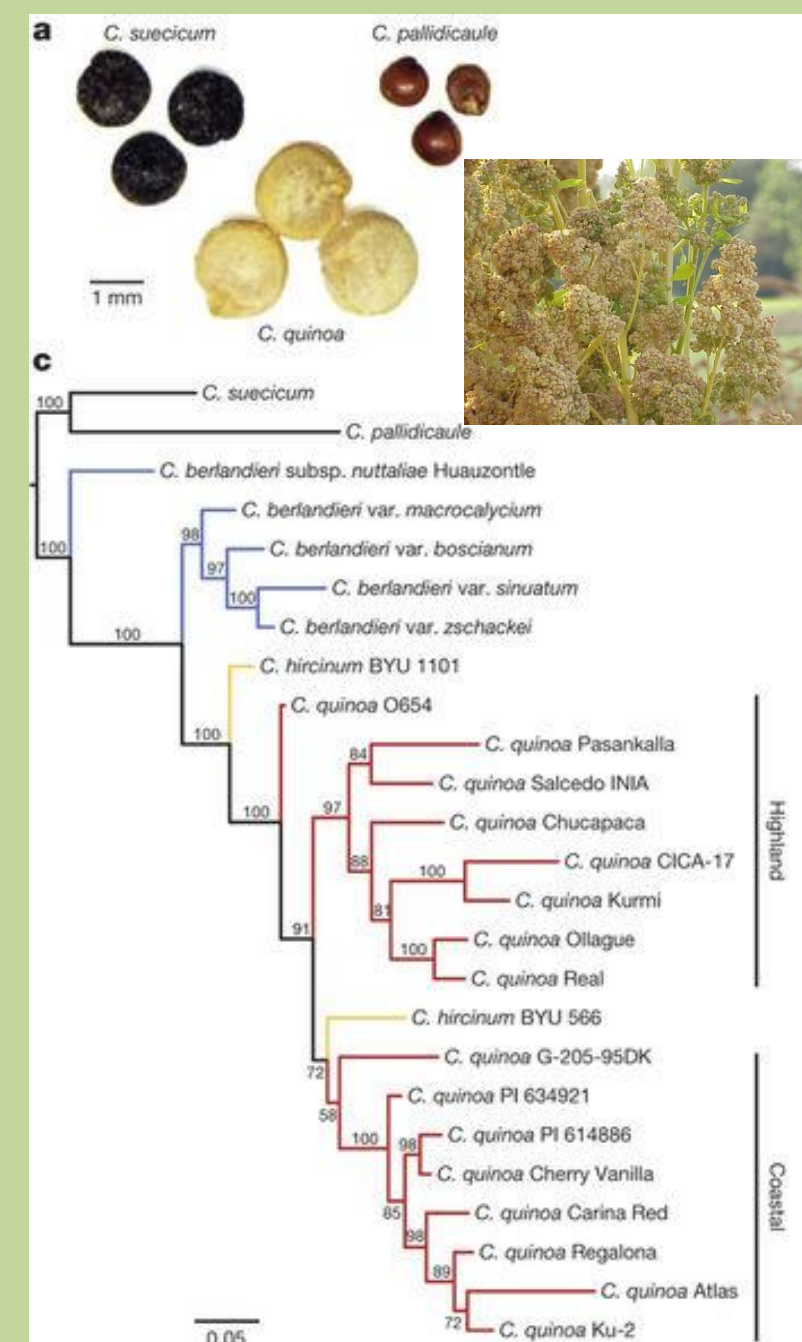 a
C. suecicum
C. pallidicaule
1 mm
C. quinoa
c
100
C. suecicum
C. pallidicaule
C. berlandieri subsp. nuttaliae Huauzontle
C. berlandieri var. macrocalycium
98
C. berlandieri var. boscianum
100
97
C. berlandieri var. sinuatum
100
C. berlandieri var. zschackei
100
C. hircinum BYU 1101
C. quinoa O654
100
C. quinoa Pasankalla
84
C. quinoa Salcedo INIA
100
97
C. quinoa Chucapaca
88
C. quinoa CICA-17
100
C. quinoa Kurmi
81
91
C. quinoa Ollague
100
C. quinoa Real
Highland
C. hircinum BYU 566
C. quinoa G-205-95DK
72
C. quinoa PI 634921
58
C. quinoa PI 614886
100
98
C. quinoa Cherry Vanilla
85
C. quinoa Carina Red
98
C. quinoa Regalona
89
C. quinoa Atlas
72
C. quinoa Ku-2
Coastal
0.05